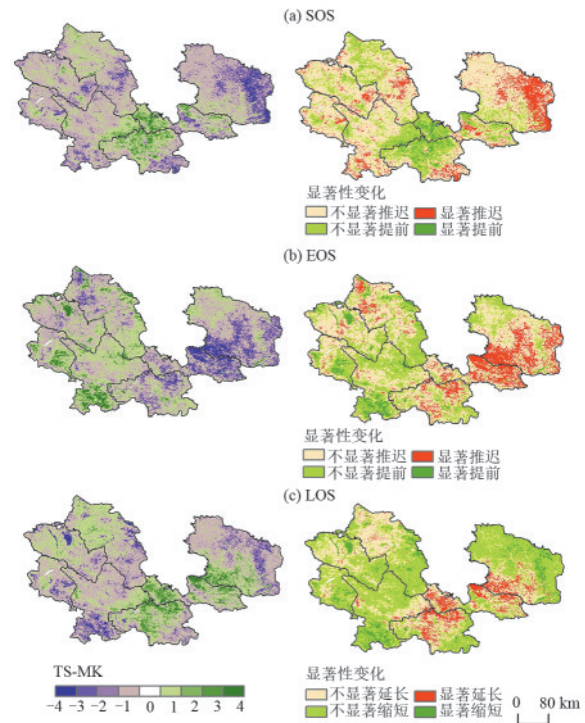 (a) SOS
显著性变化
不显著推迟 显著推迟
不显著提前 显著提前
(b) EOS
显著性变化
不显著推迟 显著推迟
不显著提前 显著提前
(c) LOS
TS-MK
-4 -3 -2 -1 0 1 2 3 4
显著性变化
不显著延长 显著延长
不显著缩短 显著缩短
0 80 km